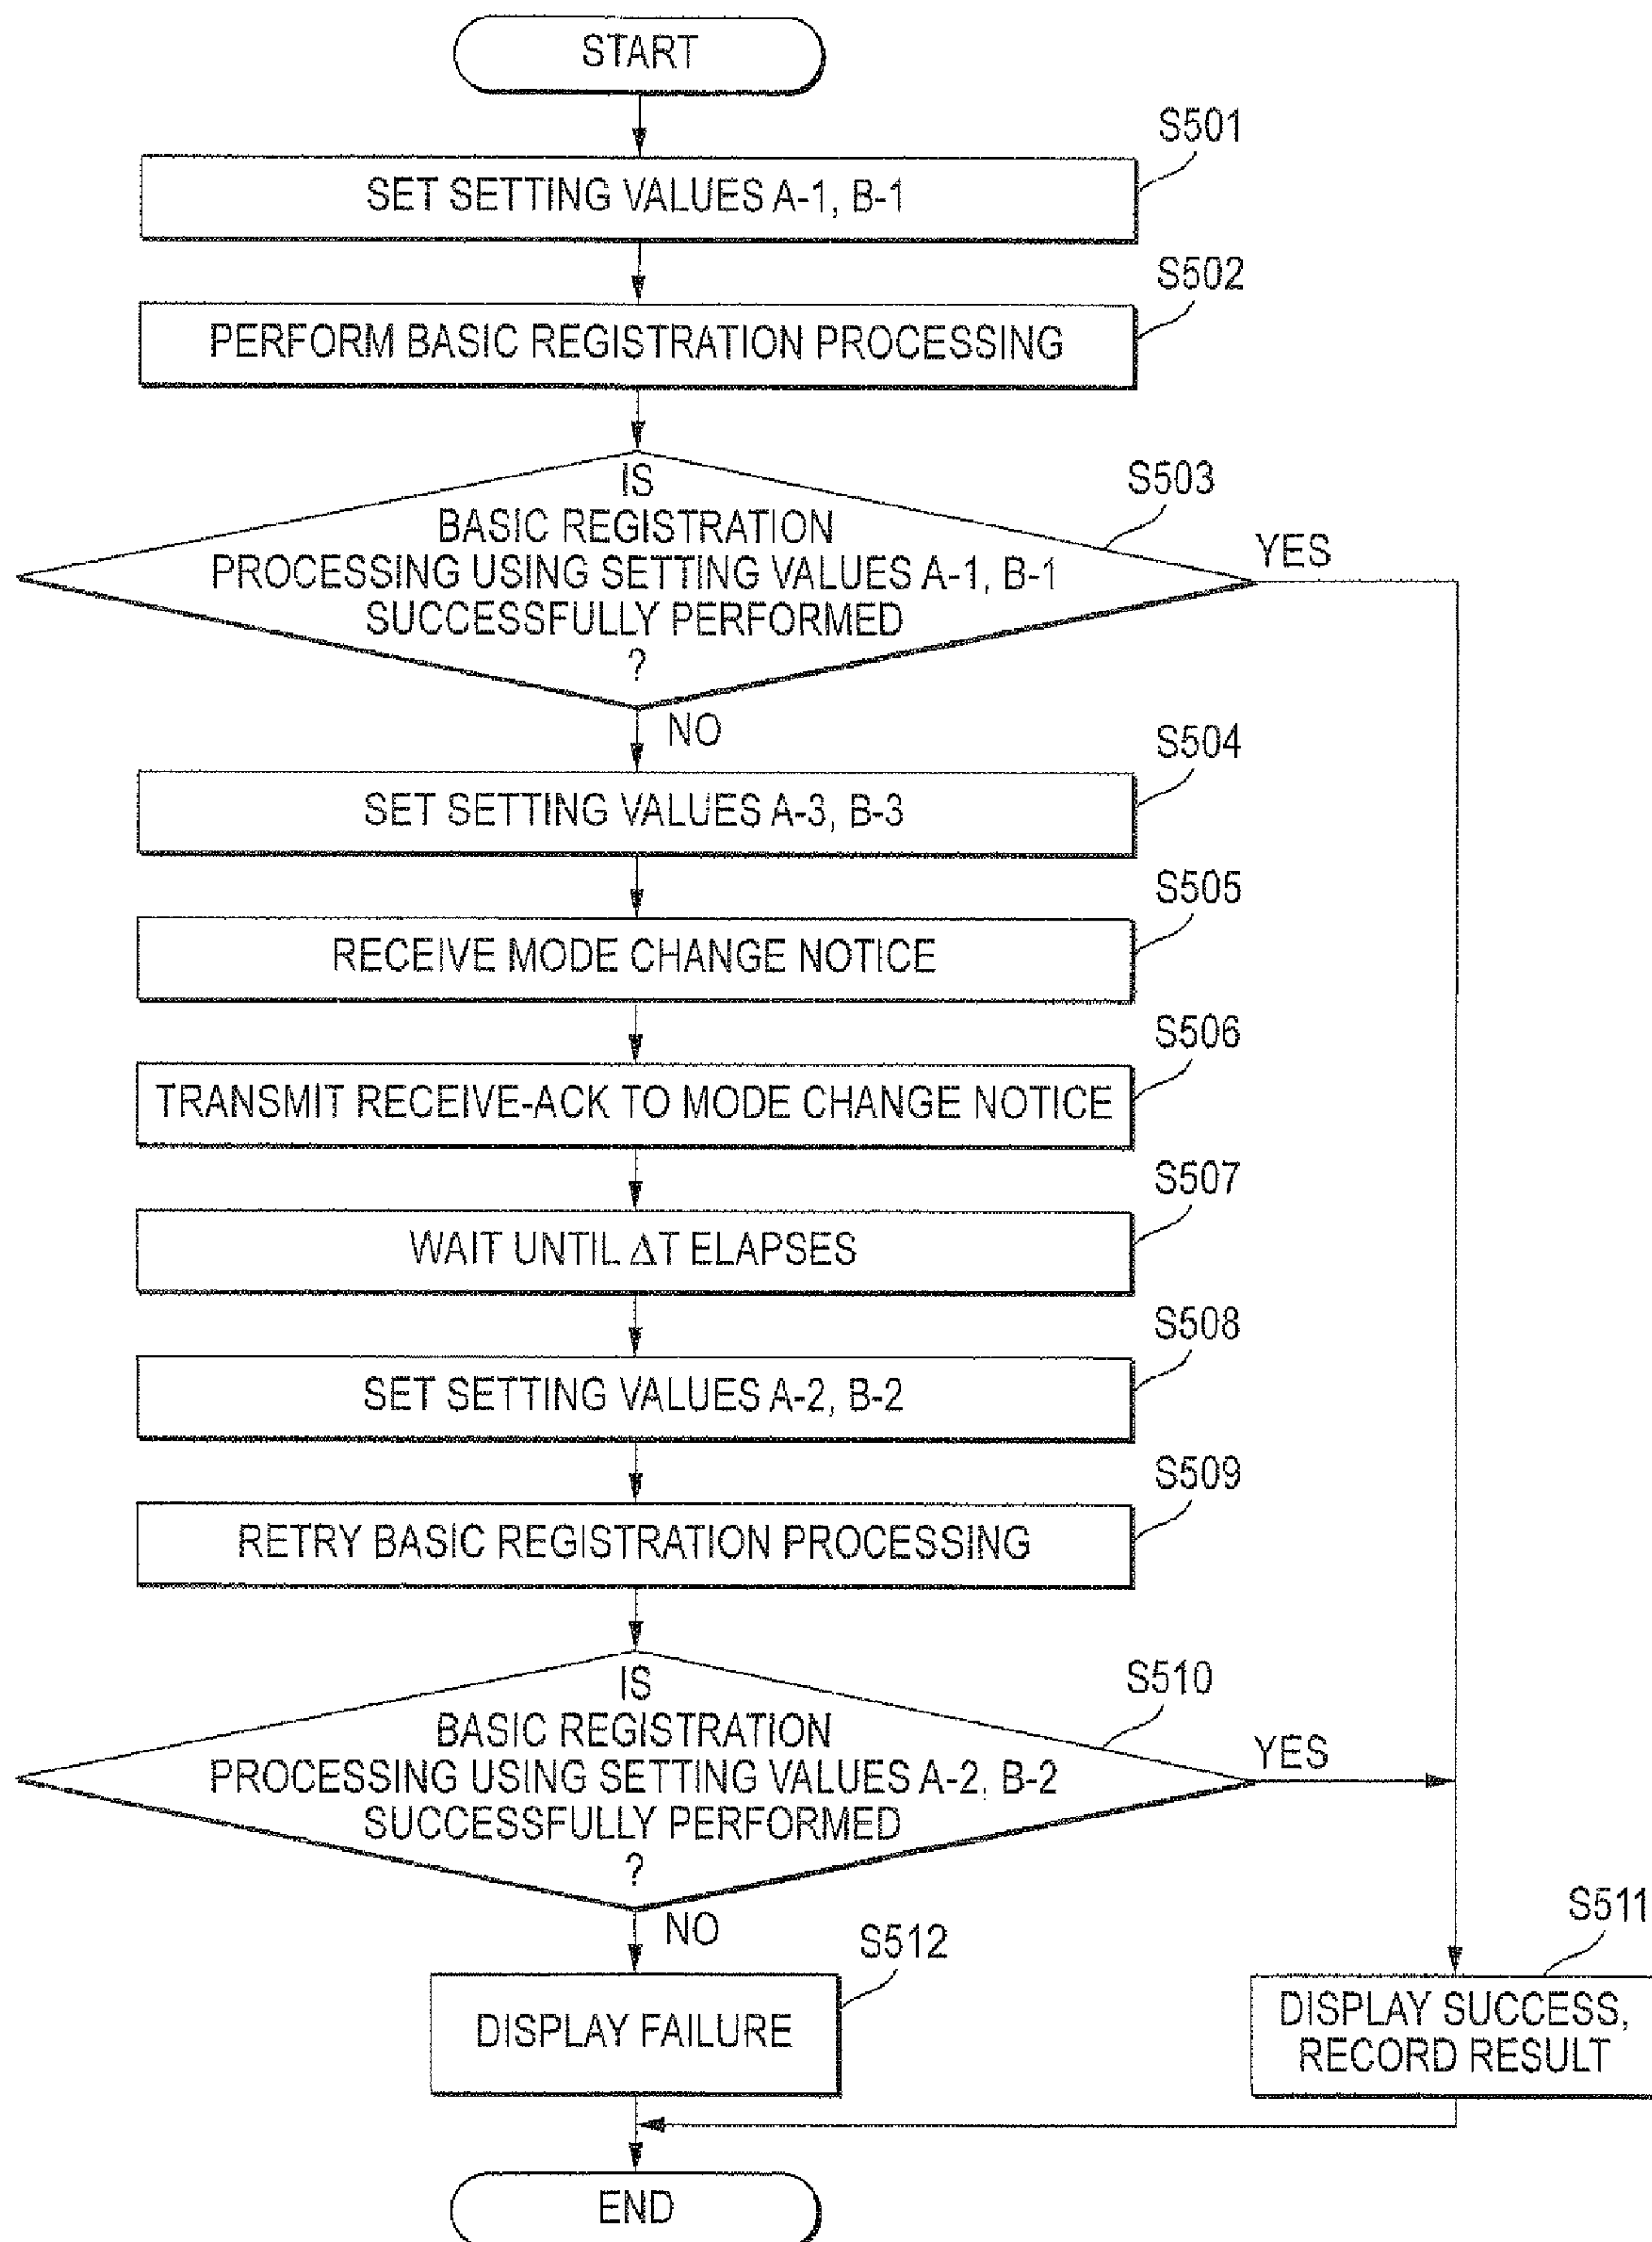 START
S501
SET SETTING VALUES A-1, B-1
S502
PERFORM BASIC REGISTRATION PROCESSING
S503
IS
BASIC REGISTRATION
PROCESSING USING SETTING VALUES A-1, B-1
SUCCESSFULLY PERFORMED
?
YES
NO
S504
SET SETTING VALUES A-3, B-3
S505
RECEIVE MODE CHANGE NOTICE
S506
TRANSMIT RECEIVE-ACK TO MODE CHANGE NOTICE
S507
WAIT UNTIL ΔT ELAPSES
S508
SET SETTING VALUES A-2, B-2
S509
RETRY BASIC REGISTRATION PROCESSING
S510
IS
BASIC REGISTRATION
PROCESSING USING SETTING VALUES A-2, B-2
SUCCESSFULLY PERFORMED
?
YES
NO
S512
DISPLAY FAILURE
S511
DISPLAY SUCCESS,
RECORD RESULT
END